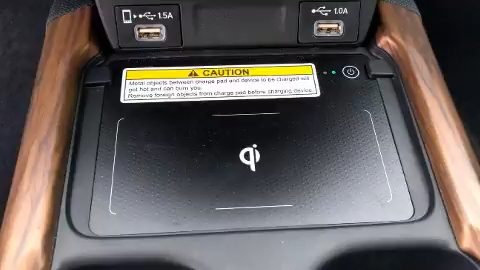 1.5A
1.0A
CAUTION
Metal objects between charge pad and device to be charged will
get hot and can burn you.
Remove foreign objects from charge pad before charging device.
qi